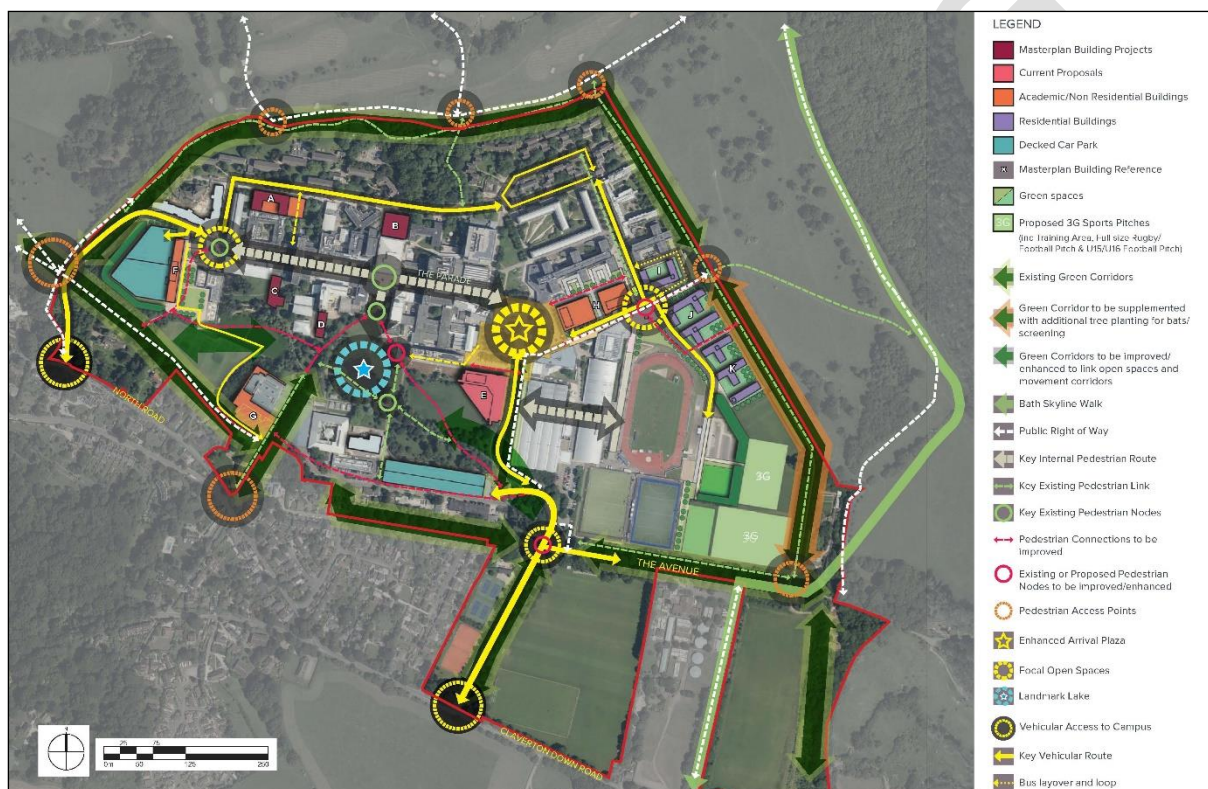 LEGEND
Masterplan Building Projects
Current Proposals
Academic/Non Residential Buildings
Residential Buildings
Decked Car Park
K
Masterplan Building Reference
Green spaces
3G
Proposed 3G Sports Pitches
(inc Training Area, Full size Rugby/
Football Pitch & U15/U16 Football Pitch)
Existing Green Corridors
Green Corridor to be supplemented
with additional tree planting for bats/
screening
Green Corridors to be improved/
enhanced to link open spaces and
movement corridors
Bath Skyline Walk
Public Right of Way
Key Internal Pedestrian Route
Key Existing Pedestrian Link
Key Existing Pedestrian Nodes
Pedestrian Connections to be
improved
Existing or Proposed Pedestrian
Nodes to be improved/enhanced
Pedestrian Access Points
Enhanced Arrival Plaza
Focal Open Spaces
Landmark Lake
Vehicular Access to Campus
Key Vehicular Route
Bus layover and loop
A
B
F
C
D
THE PARADE
H
I
J
K
E
G
NORTH ROAD
3G
3G
THE AVENUE
CLAVERTON DOWN ROAD
25 75
0m 50 125 250